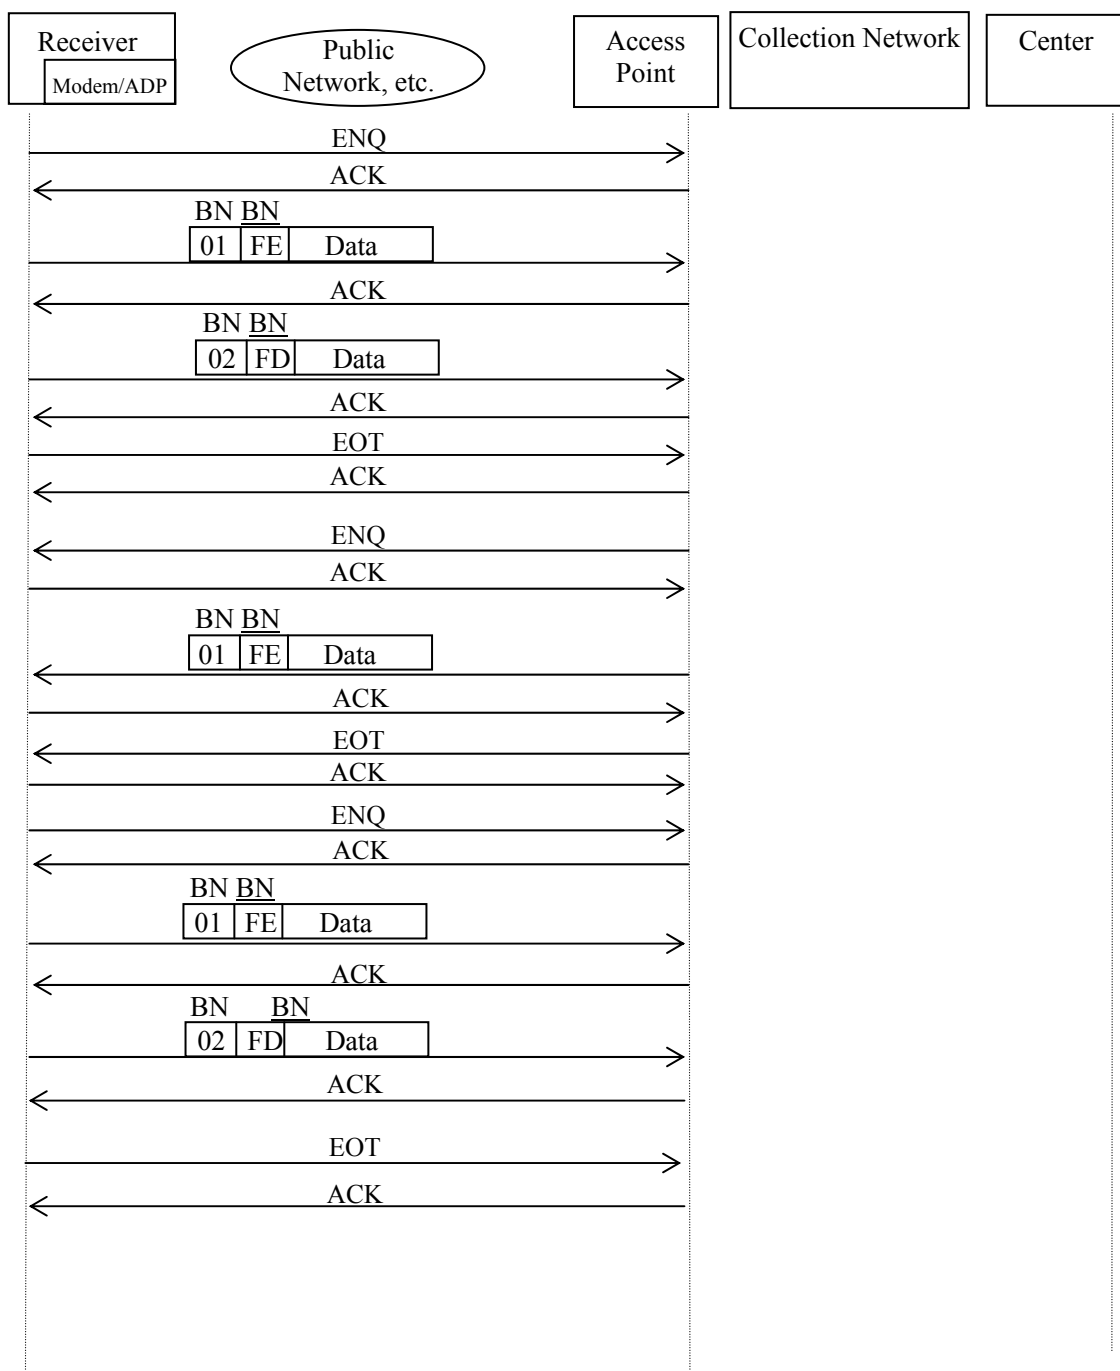 Receiver
Modem/ADP
Public
Network, etc.
Access
Point
Collection Network
Center
ENQ
ACK
BN BN
01 FE Data
ACK
BN BN
02 FD Data
ACK
EOT
ACK
ENQ
ACK
BN BN
01 FE Data
ACK
EOT
ACK
ENQ
ACK
BN BN
01 FE Data
ACK
BN BN
02 FD Data
ACK
EOT
ACK